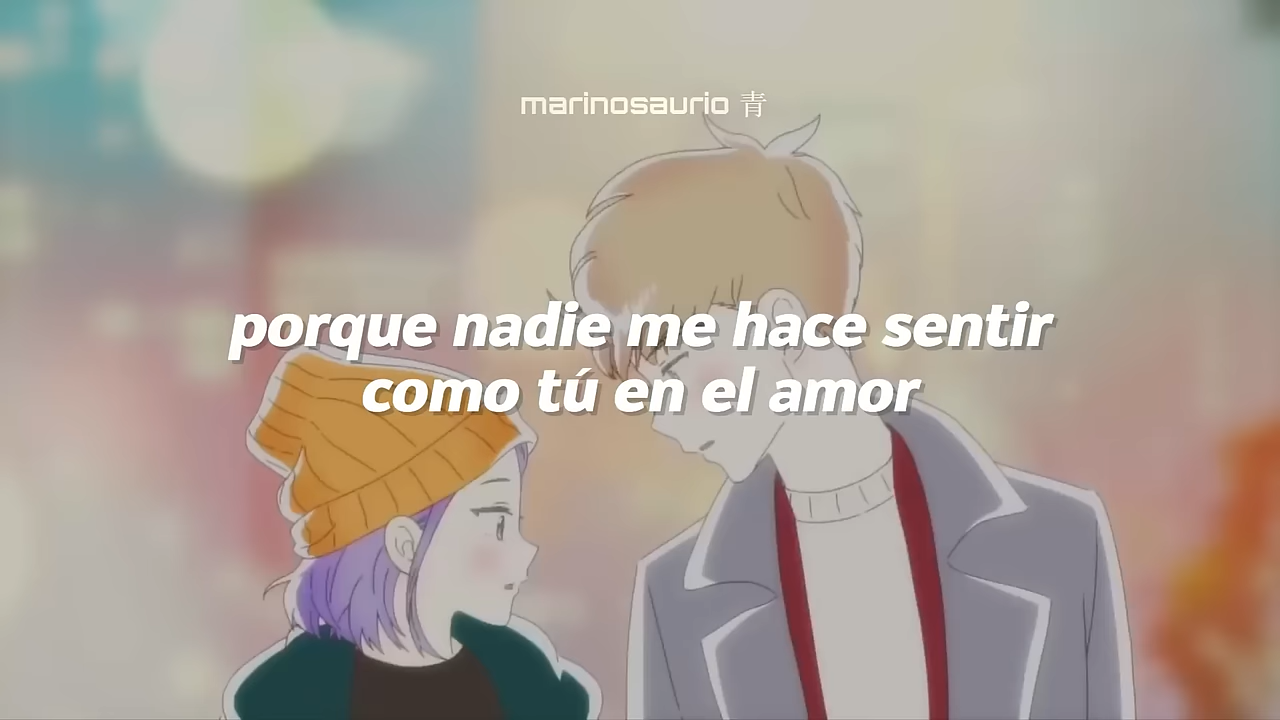 marinosaurio 青
porque nadie me hace sentir
como tú en el amor